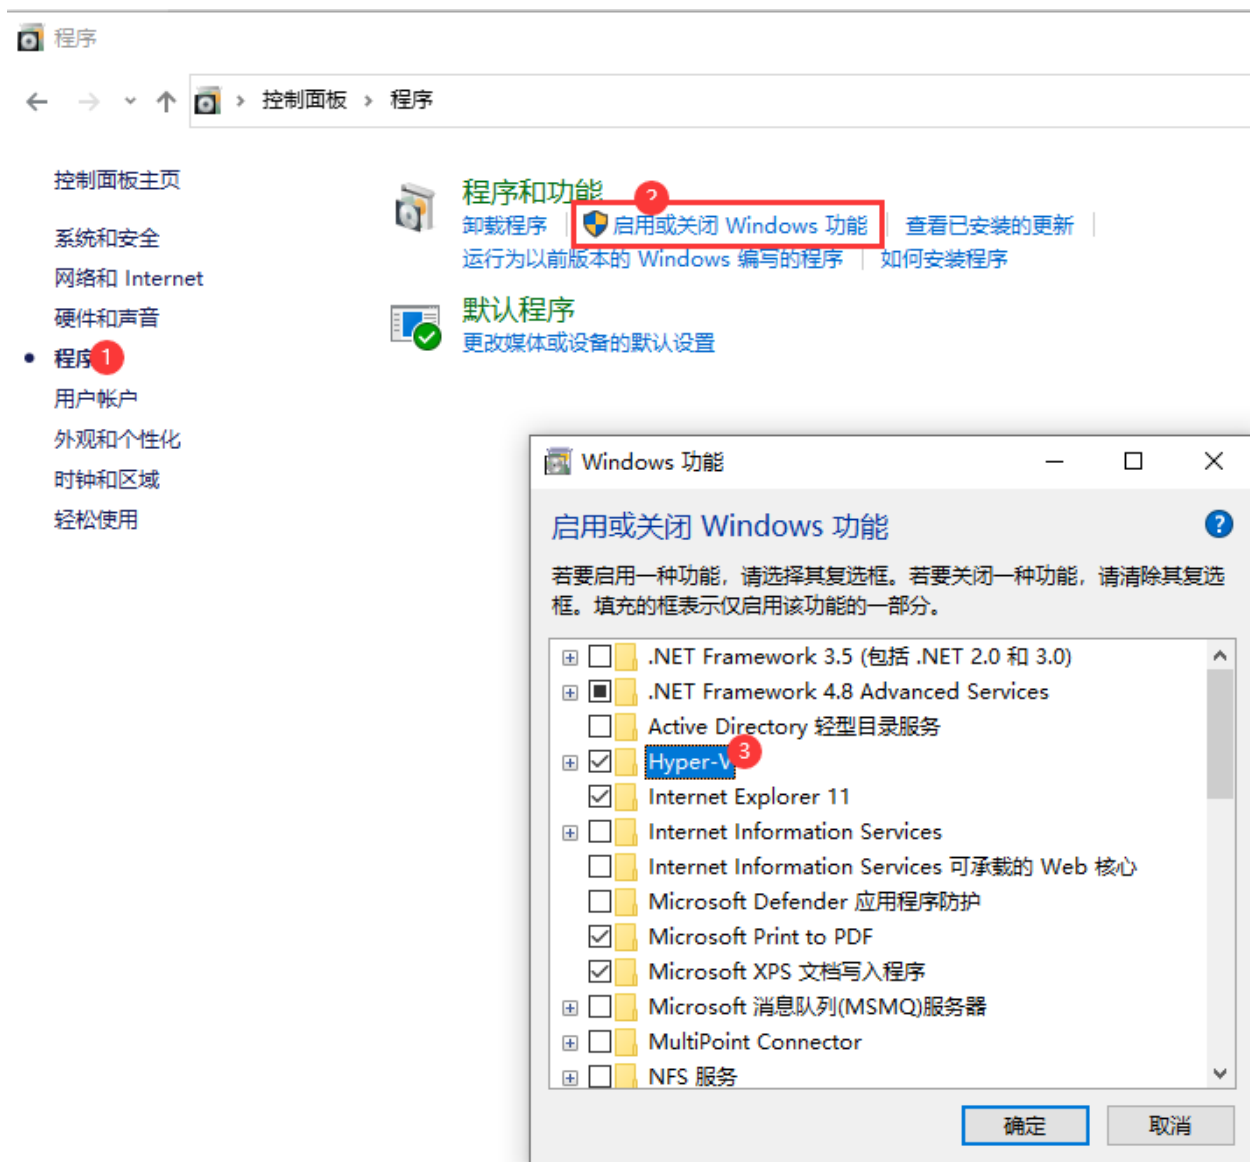 程序
控制面板 程序
控制面板主页
系统和安全
网络和 Internet
硬件和声音
程序 1
用户帐户
外观和个性化
时钟和区域
轻松使用
程序和功能
2
卸载程序 启用或关闭 Windows 功能 查看已安装的更新
运行为以前版本的 Windows 编写的程序 如何安装程序
默认程序
更改媒体或设备的默认设置
Windows 功能
启用或关闭 Windows 功能 ?
若要启用一种功能，请选择其复选框。若要关闭一种功能，请清除其复选
框。填充的框表示仅启用该功能的一部分。
.NET Framework 3.5 (包括 .NET 2.0 和 3.0)
.NET Framework 4.8 Advanced Services
Active Directory 轻型目录服务
Hyper-V 3
Internet Explorer 11
Internet Information Services
Internet Information Services 可承载的 Web 核心
Microsoft Defender 应用程序防护
Microsoft Print to PDF
Microsoft XPS 文档写入程序
Microsoft 消息队列(MSMQ)服务器
MultiPoint Connector
NFS 服务
确定 取消